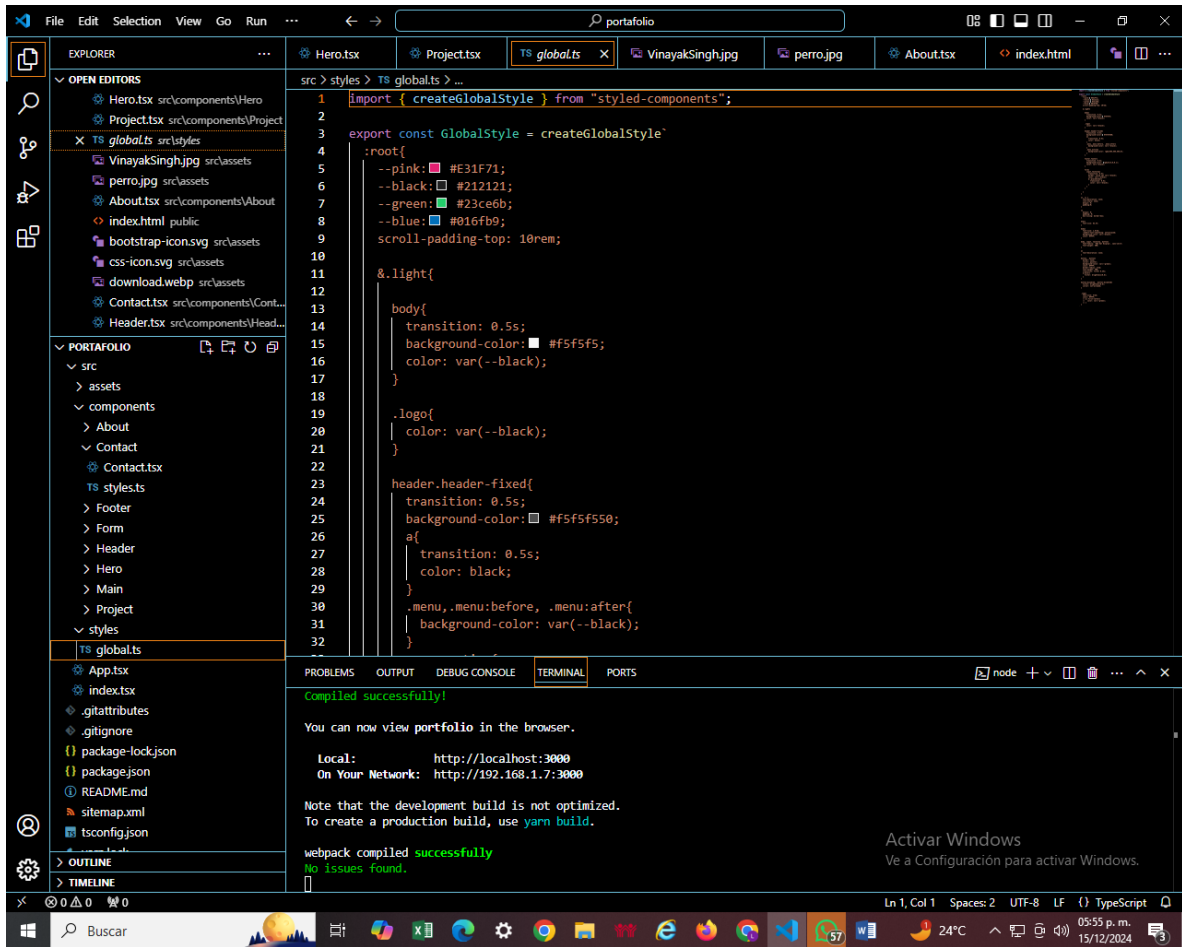 File Edit Selection View Go Run ··· portafolio
EXPLORER ···
OPEN EDITORS
Hero.tsx src\components\Hero
Project.tsx src\components\Project
TS global.ts src\styles
VinayakSingh.jpg src\assets
perro.jpg src\assets
About.tsx src\components\About
index.html public
bootstrap-icon.svg src\assets
css-icon.svg src\assets
download.webp src\assets
Contact.tsx src\components\Cont...
Header.tsx src\components\Head...
PORTAFOLIO
src
assets
components
About
Contact
Contact.tsx
TS styles.ts
Footer
Form
Header
Hero
Main
Project
styles
TS global.ts
App.tsx
index.tsx
.gitattributes
.gitignore
{} package-lock.json
{} package.json
README.md
sitemap.xml
tsconfig.json
OUTLINE
TIMELINE
Hero.tsx Project.tsx TS global.ts VinayakSingh.jpg perro.jpg About.tsx index.html ···
src > styles > TS global.ts > ...
1 import { createGlobalStyle } from "styled-components";
2
3 export const GlobalStyle = createGlobalStyle`
4 :root{
5 --pink: #E31F71;
6 --black: #212121;
7 --green: #23ce6b;
8 --blue: #016fb9;
9 scroll-padding-top: 10rem;
10
11 &.light{
12
13 body{
14 transition: 0.5s;
15 background-color: #f5f5f5;
16 color: var(--black);
17 }
18
19 .logo{
20 color: var(--black);
21 }
22
23 header.header-fixed{
24 transition: 0.5s;
25 background-color: #f5f5f550;
26 a{
27 transition: 0.5s;
28 color: black;
29 }
30 .menu,.menu:before, .menu:after{
31 background-color: var(--black);
32 }
PROBLEMS OUTPUT DEBUG CONSOLE TERMINAL PORTS node ···
Compiled successfully!
You can now view portfolio in the browser.
Local: http://localhost:3000
On Your Network: http://192.168.1.7:3000
Note that the development build is not optimized.
To create a production build, use yarn build.
webpack compiled successfully
No issues found.
Activar Windows
Ve a Configuración para activar Windows.
0 0 0 Ln 1, Col 1 Spaces: 2 UTF-8 LF {} TypeScript
Buscar 57 24°C 05:55 p. m.
15/12/2024 3